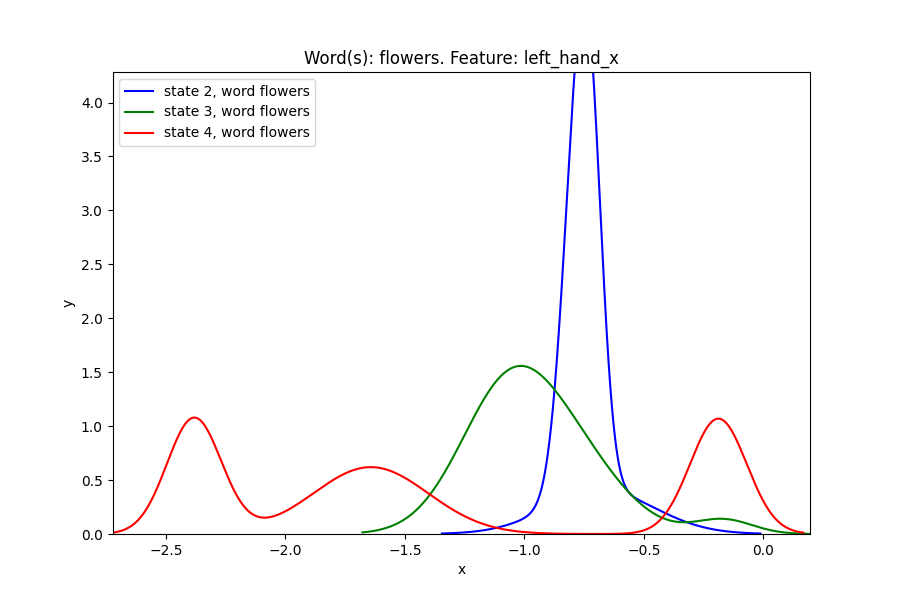 Word(s): flowers. Feature: left_hand_x
state 2, word flowers
state 3, word flowers
state 4, word flowers
4.0
3.5
3.0
2.5
2.0
1.5
1.0
0.5
0.0
y
−2.5 −2.0 −1.5 −1.0 −0.5 0.0
x